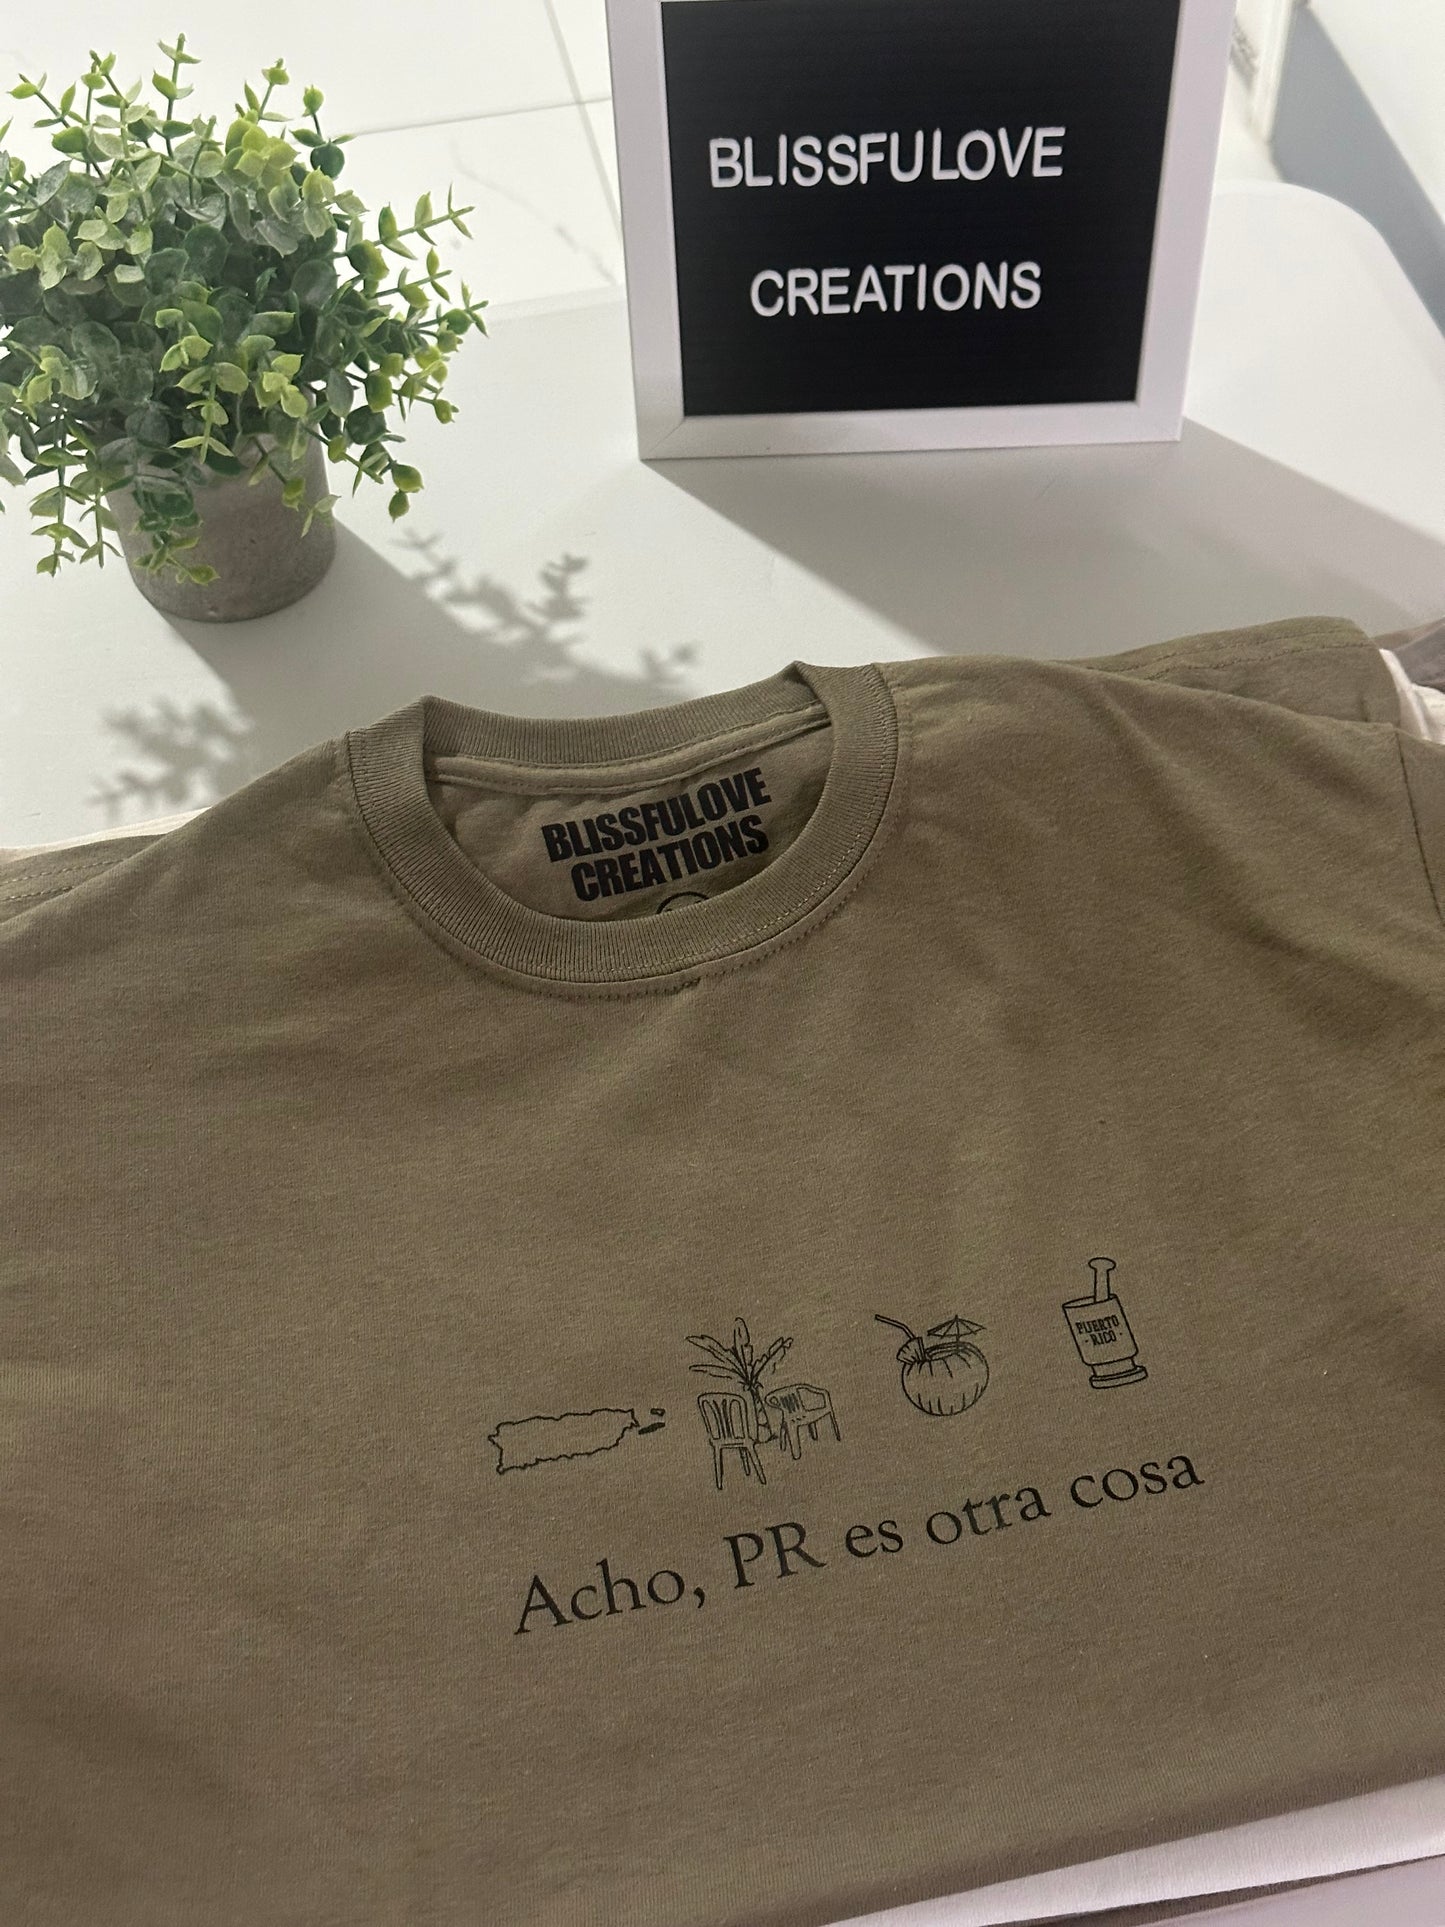 BLISSFULOVE
CREATIONS
BLISSFULOVE
CREATIONS
PUERTO
·RICO·
Acho, PR es otra cosa